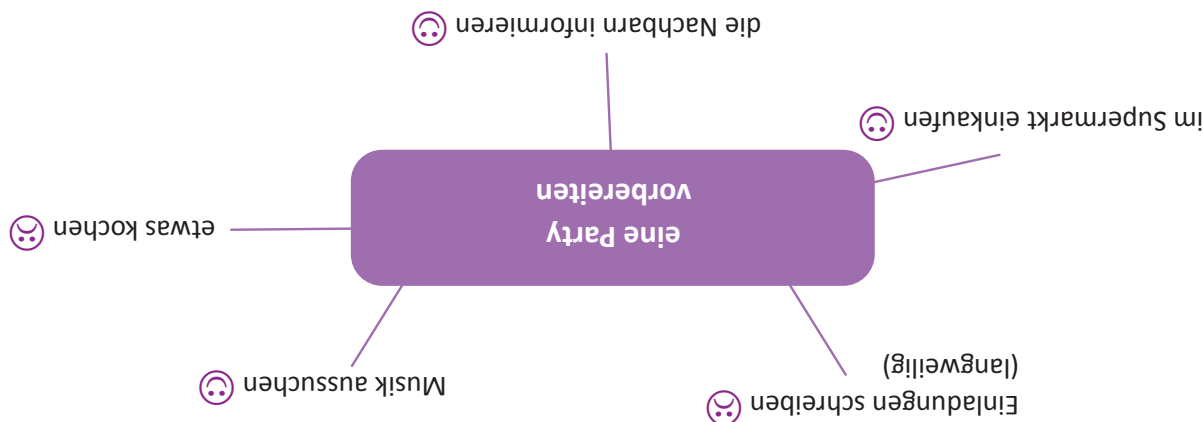 Einladungen schreiben
(langweilig)
Musik aussuchen
eine Party
vorbereiten
etwas kochen
im Supermarkt einkaufen
die Nachbarn informieren